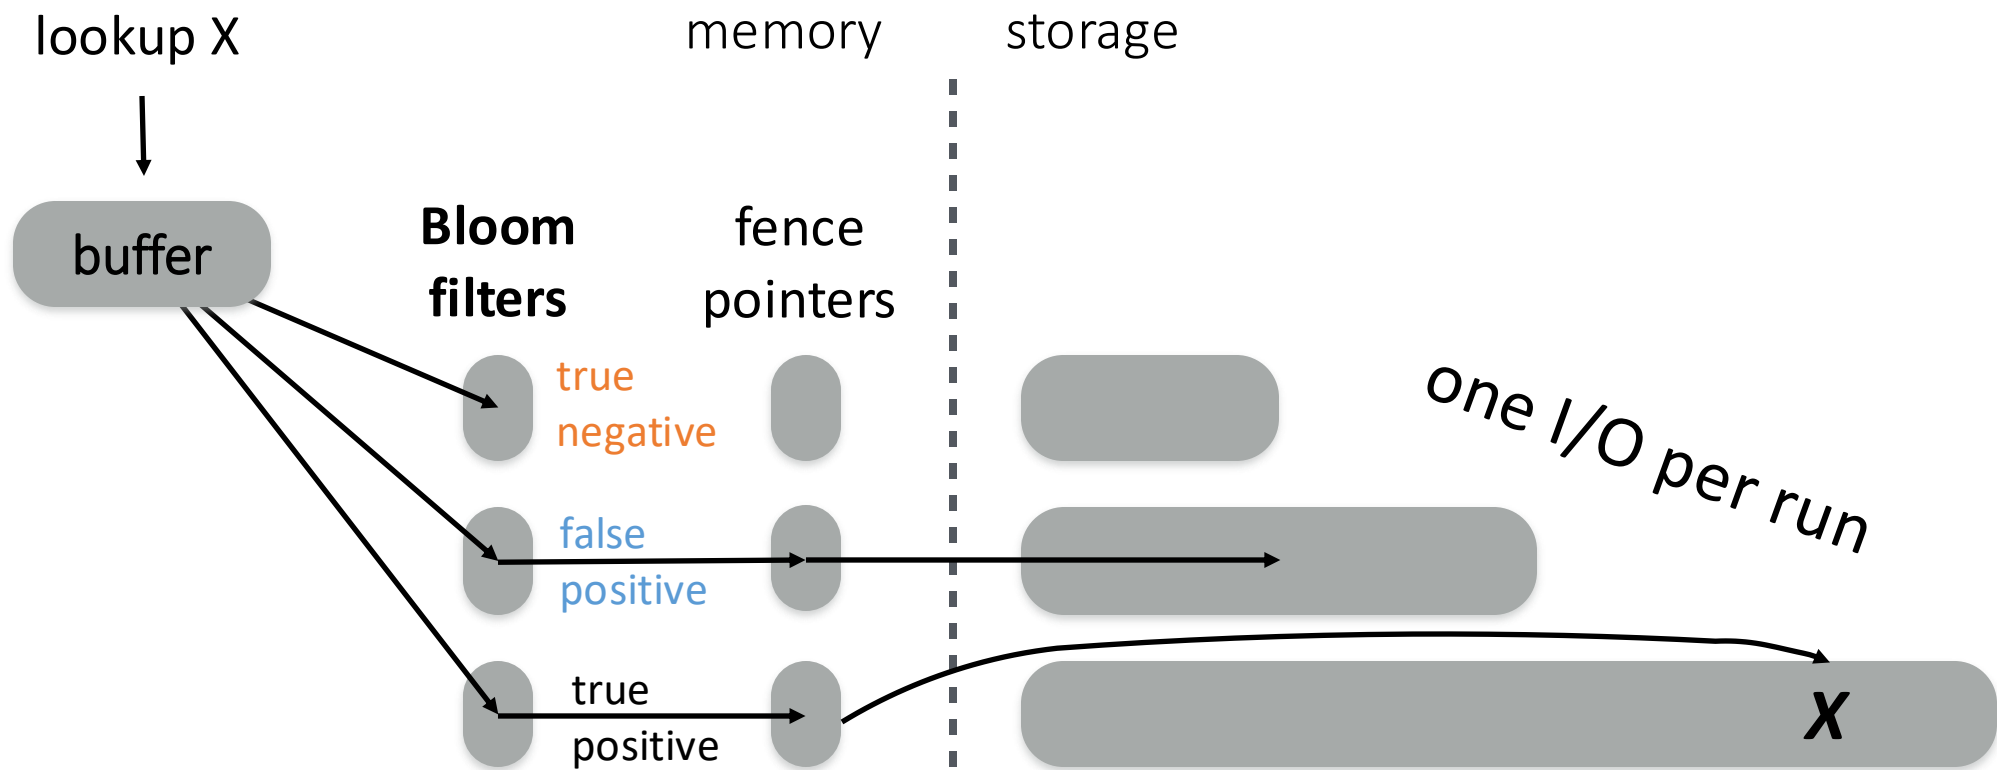 lookup X
memory
storage
buffer
Bloom
filters
fence
pointers
true
negative
one I/O per run
false
positive
true
positive
X